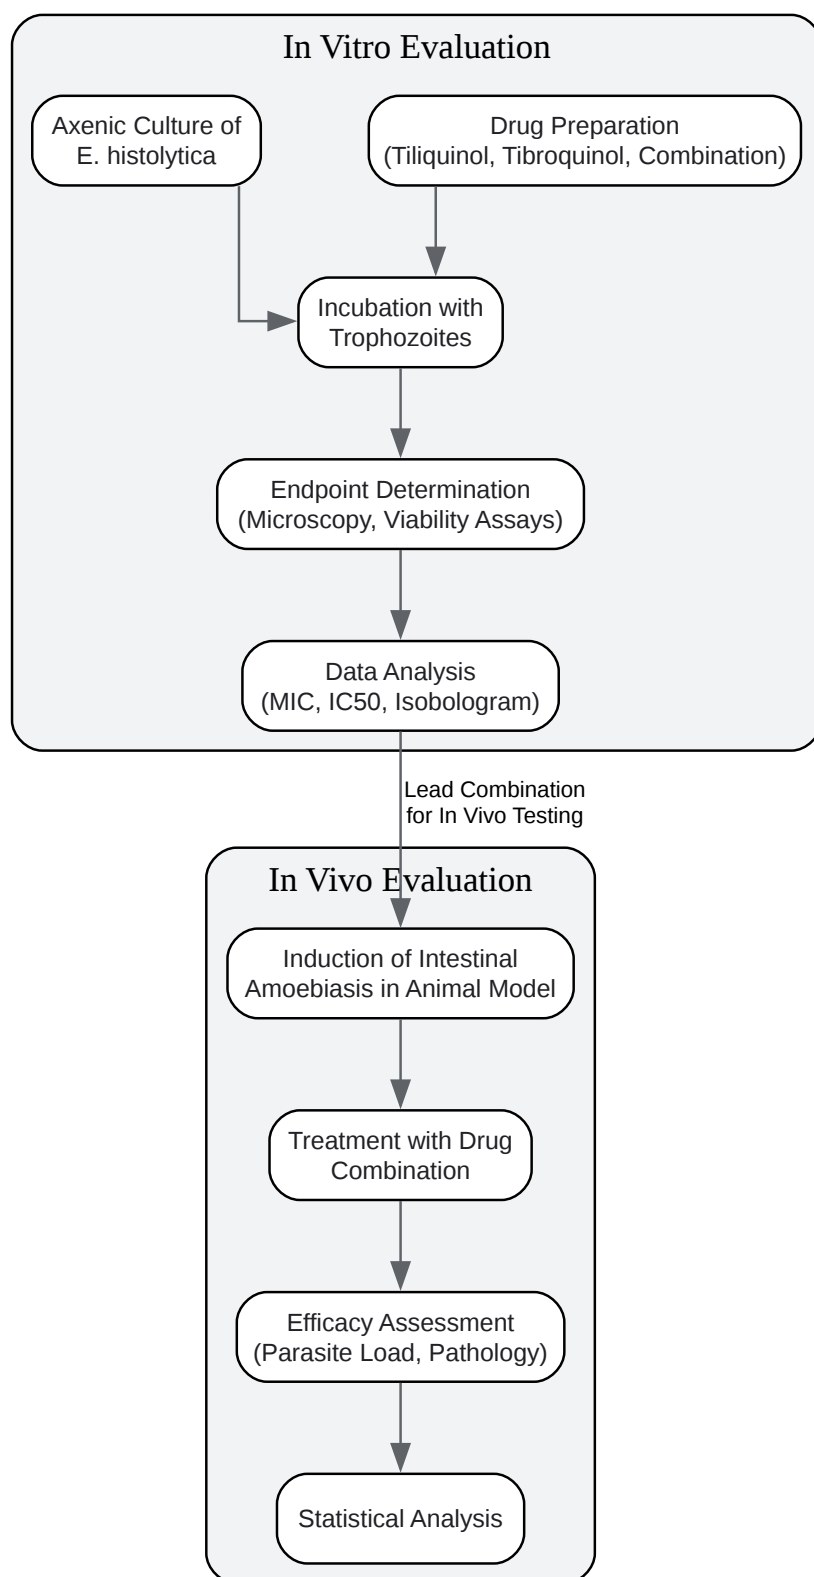 In Vitro Evaluation
Axenic Culture of
E. histolytica
Drug Preparation
(Tiliquinol, Tibroquinol, Combination)
Incubation with
Trophozoites
Endpoint Determination
(Microscopy, Viability Assays)
Data Analysis
(MIC, IC50, Isobologram)
Lead Combination
for In Vivo Testing
In Vivo Evaluation
Induction of Intestinal
Amoebiasis in Animal Model
Treatment with Drug
Combination
Efficacy Assessment
(Parasite Load, Pathology)
Statistical Analysis